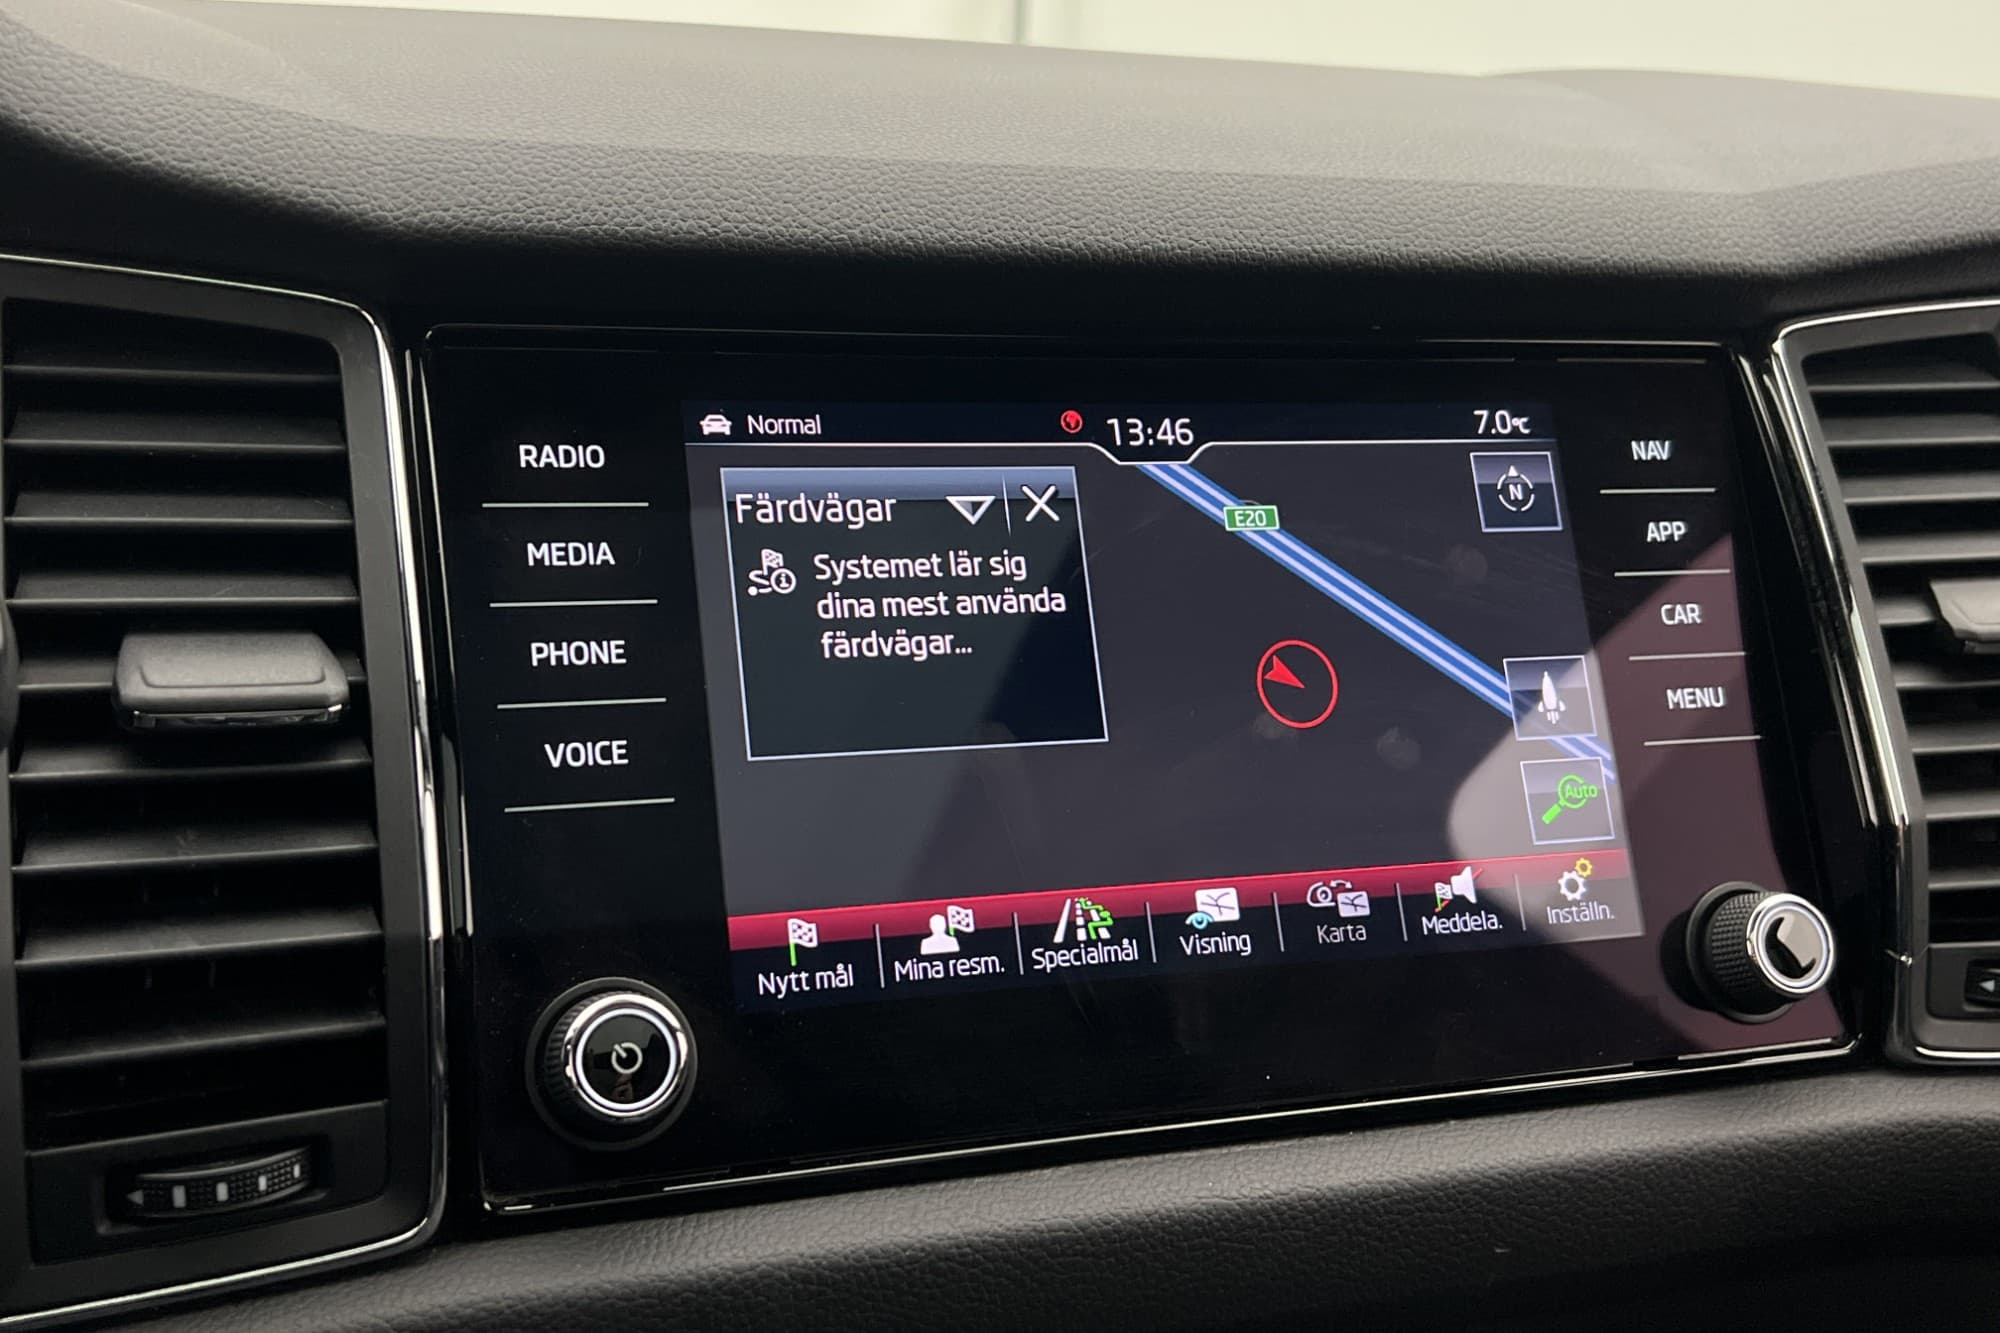 Normal
13:46
7.0°C
RADIO
MEDIA
PHONE
VOICE
Färdvägar
Systemet lär sig
dina mest använda
färdvägar...
E20
N
Auto
NAV
APP
CAR
MENU
Nytt mål
Mina resm.
Specialmål
Visning
Karta
Meddela.
Inställn.